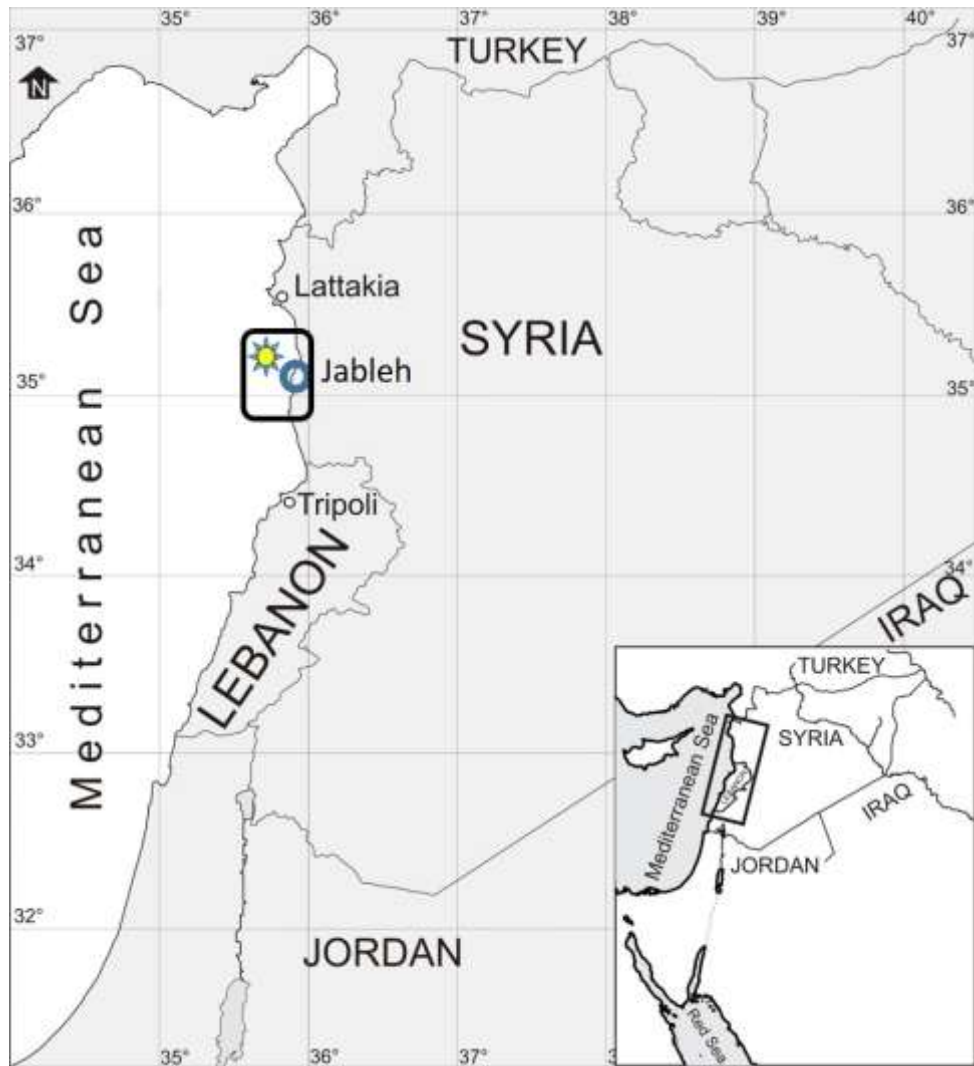 35° 36° 37° 38° 39° 40°
37° 37°
TURKEY
N
36° 36°
Mediterranean Sea
Lattakia
SYRIA
Jableh
35° 35°
Tripoli
LEBANON
34° 34°
IRAQ
33°
32°
JORDAN
35° 36° 37°
TURKEY
SYRIA
Mediterranean Sea
LEBANON
IRAQ
JORDAN
Red Sea